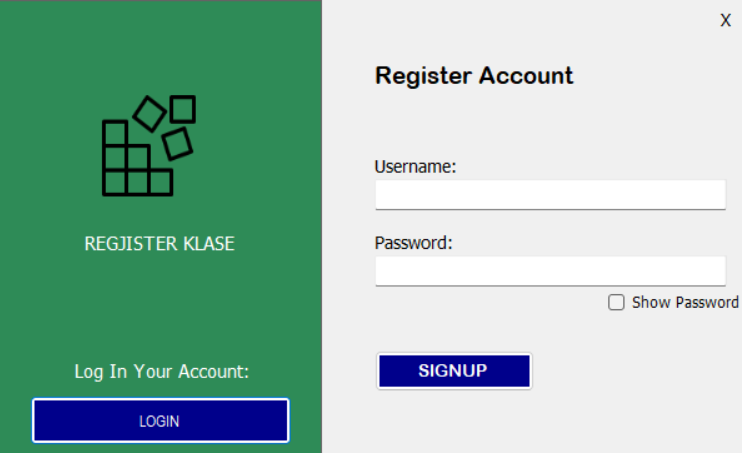 REGJISTER KLASE
Log In Your Account:
LOGIN
X
Register Account
Username:
Password:
Show Password
SIGNUP